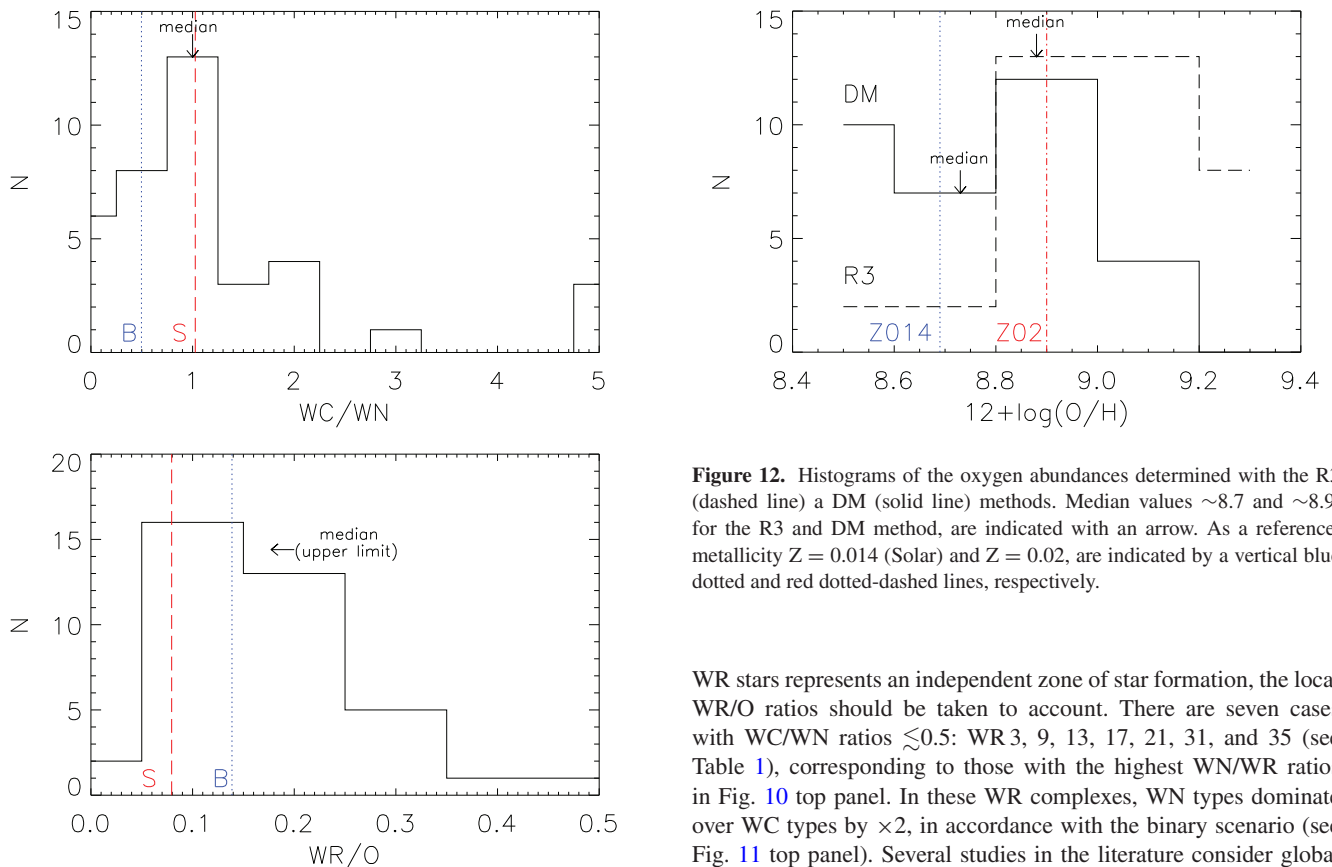 15
10
5
0
N
median
B
S
0
1
2
3
4
5
WC/WN
20
15
10
5
0
N
median
(upper limit)
S
B
0.0
0.1
0.2
0.3
0.4
0.5
WR/O
15
10
5
0
N
DM
median
median
R3
Z014
Z02
8.4
8.6
8.8
9.0
9.2
9.4
12+log(O/H)
Figure 12. Histograms of the oxygen abundances determined with the R3
(dashed line) a DM (solid line) methods. Median values ∼8.7 and ∼8.9
for the R3 and DM method, are indicated with an arrow. As a reference
metallicity Z = 0.014 (Solar) and Z = 0.02, are indicated by a vertical blue
dotted and red dotted-dashed lines, respectively.
WR stars represents an independent zone of star formation, the loca
WR/O ratios should be taken to account. There are seven case
with WC/WN ratios ≲0.5: WR 3, 9, 13, 17, 21, 31, and 35 (see
Table 1), corresponding to those with the highest WN/WR ratio
in Fig. 10 top panel. In these WR complexes, WN types dominate
over WC types by ×2, in accordance with the binary scenario (see
Fig. 11 top panel). Several studies in the literature consider globa